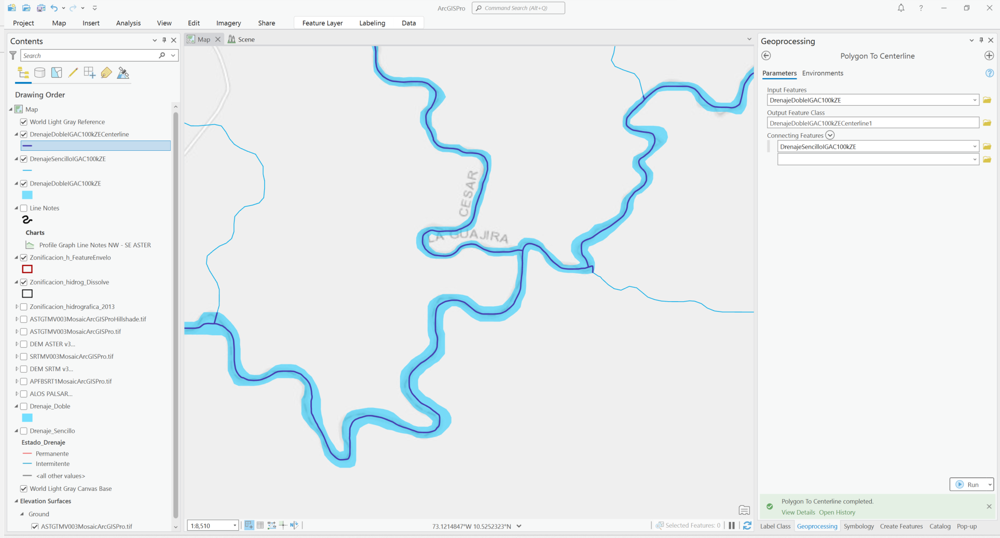 ArcGISPro
Command Search (Alt+Q)
Project
Map
Insert
Analysis
View
Edit
Imagery
Share
Feature Layer
Labeling
Data
Contents
Search
Drawing Order
Map
World Light Gray Reference
DrenajeDobleIGAC100kZECenterline
DrenajeSencilloIGAC100kZE
DrenajeDobleIGAC100kZE
Line Notes
Charts
Profile Graph Line Notes NW - SE ASTER
Zonificacion_h_FeatureEnvelo
Zonificacion_hidrog_Dissolve
Zonificacion_hidrografica_2013
ASTGTMV003MosaicArcGISProHillshade.tif
ASTGTMV003MosaicArcGISPro.tif
DEM ASTER v3...
SRTMV003MosaicArcGISPro.tif
DEM SRTM v3...
APFBSRT1MosaicArcGISPro.tif
ALOS PALSAR...
Drenaje_Doble
Drenaje_Sencillo
Estado_Drenaje
Permanente
Intermitente
<all other values>
World Light Gray Canvas Base
Elevation Surfaces
Ground
ASTGTMV003MosaicArcGISPro.tif
Map
Scene
CESAR
LA GUAJIRA
1:8,510
73.1214847°W 10.5252323°N
Selected Features: 0
Geoprocessing
Polygon To Centerline
Parameters
Environments
Input Features
DrenajeDobleIGAC100kZE
Output Feature Class
DrenajeDobleIGAC100kZECenterline1
Connecting Features
DrenajeSencilloIGAC100kZE
Run
Polygon To Centerline completed.
View Details Open History
Label Class
Geoprocessing
Symbology
Create Features
Catalog
Pop-up